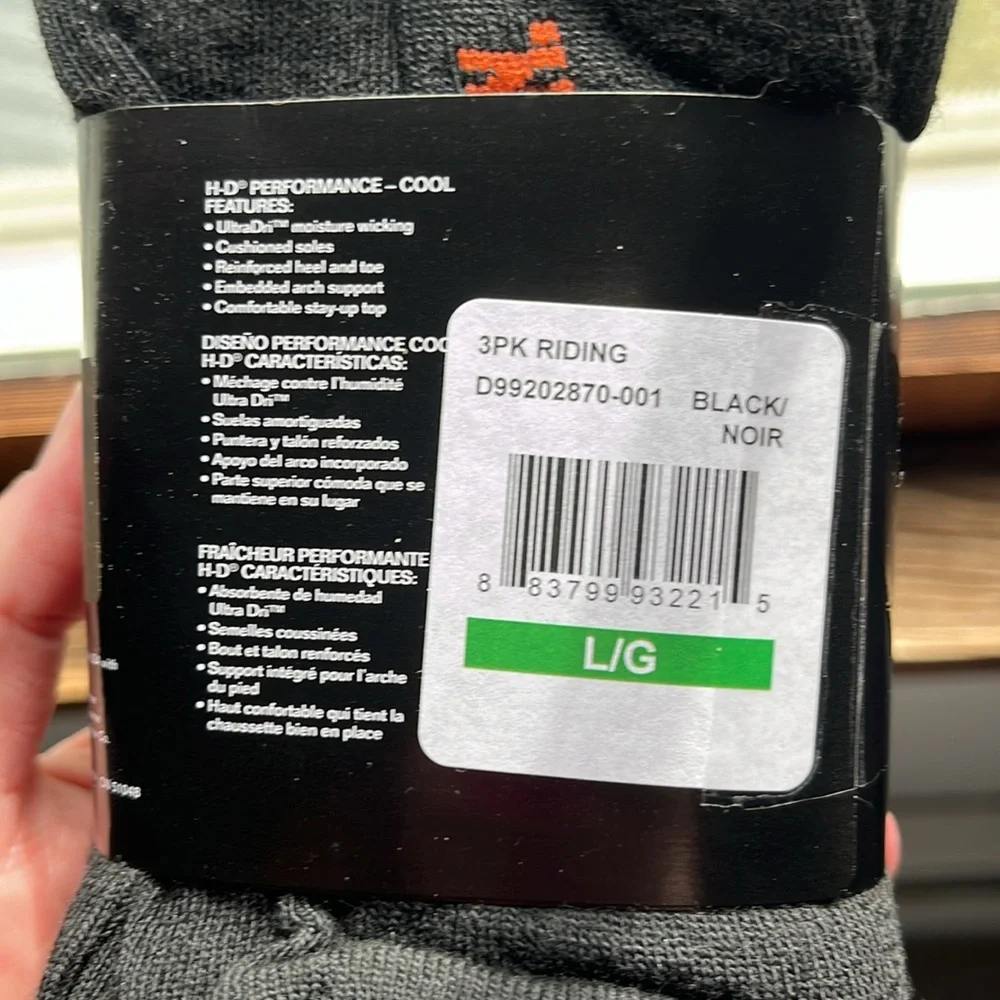 H-D® PERFORMANCE – COOL
FEATURES:
• UltraDri™ moisture wicking
• Cushioned soles
• Reinforced heel and toe
• Embedded arch support
• Comfortable stay-up top
DISEÑO PERFORMANCE COO
H-D® CARACTERÍSTICAS:
• Méchage contre l'humidité
Ultra Dri™
• Suelas amortiguadas
• Puntera y talón reforzados
• Apoyo del arco incorporado
• Parte superior cómoda que se
mantiene en su lugar
FRAÎCHEUR PERFORMANTE
H-D® CARACTÉRISTIQUES:
• Absorbente de humedad
Ultra Dri™
• Semelles coussinées
• Bout et talon renforcés
• Support intégré pour l'arche
du pied
• Haut confortable qui tient la
chaussette bien en place
3PK RIDING
D99202870-001 BLACK/
NOIR
8 83799 93221 5
L/G
with
Co.